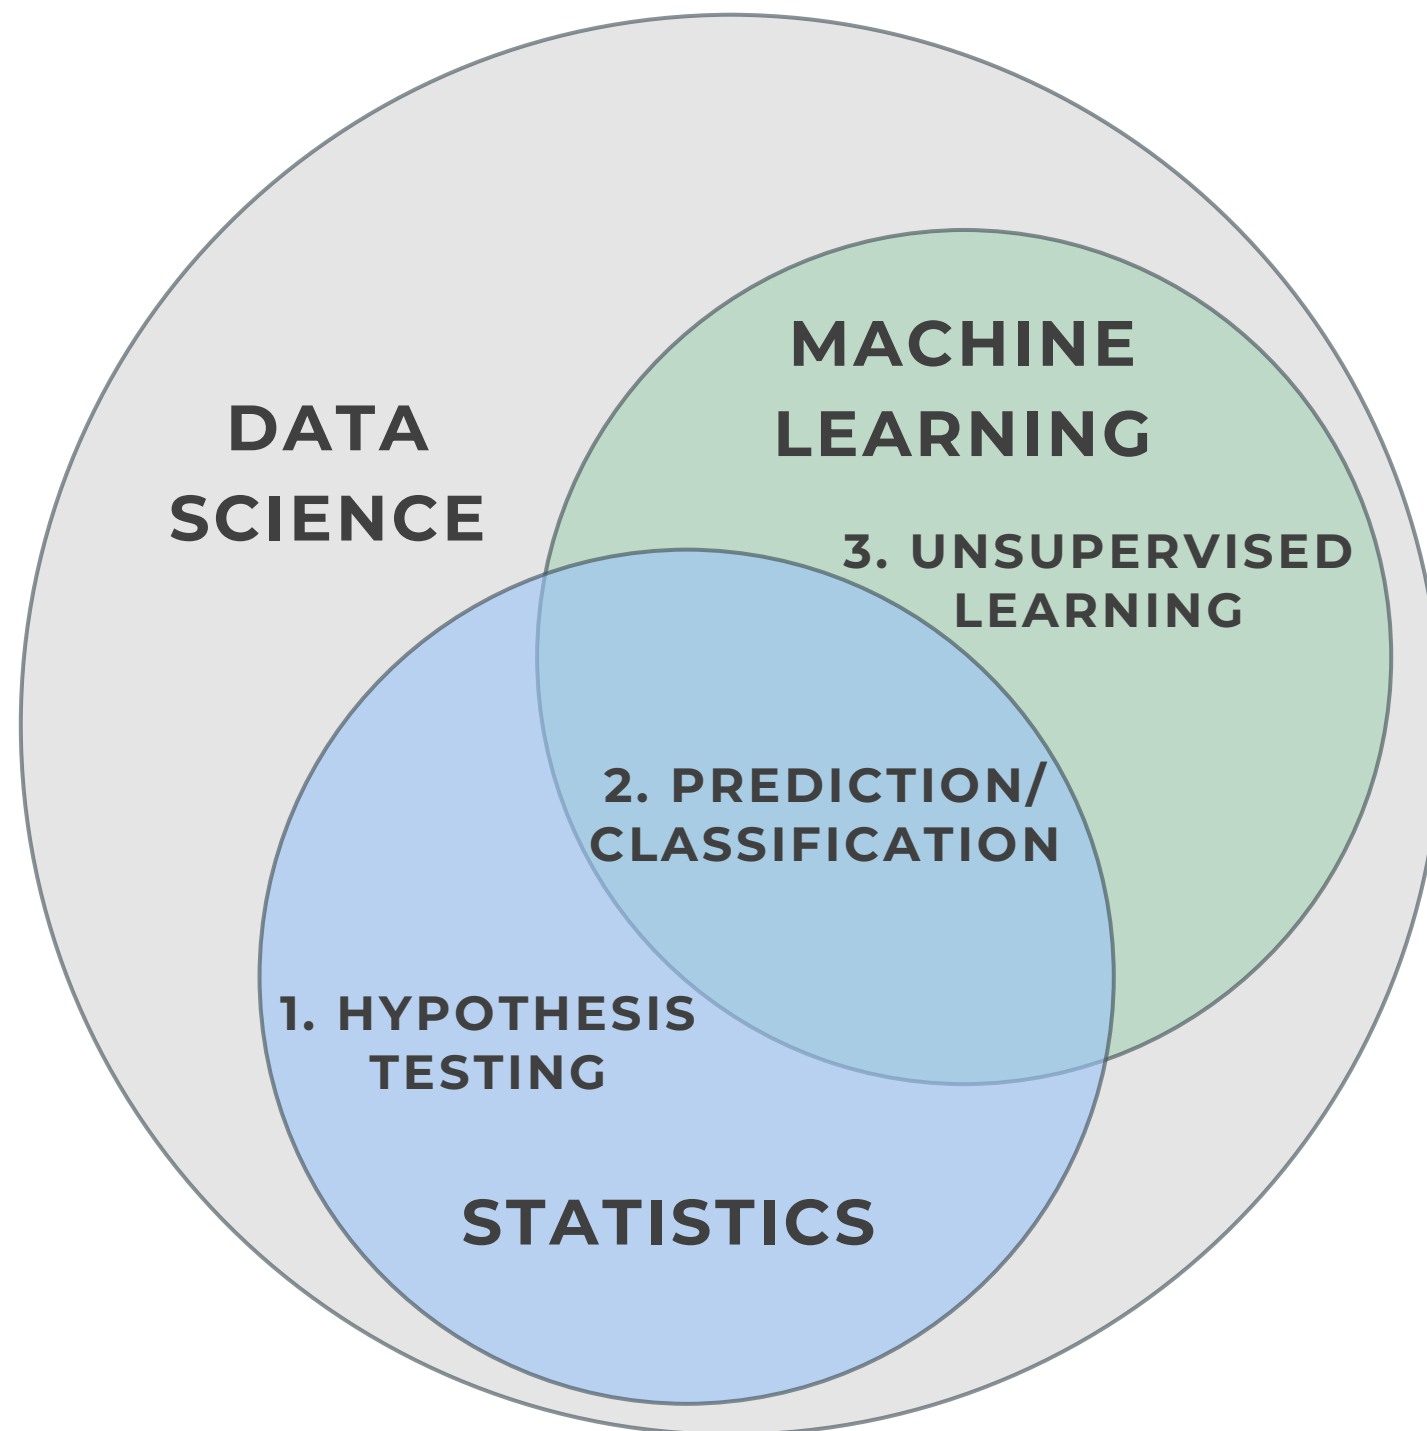 MACHINE
LEARNING
DATA
SCIENCE
3. UNSUPERVISED
LEARNING
2. PREDICTION/
CLASSIFICATION
1. HYPOTHESIS
TESTING
STATISTICS